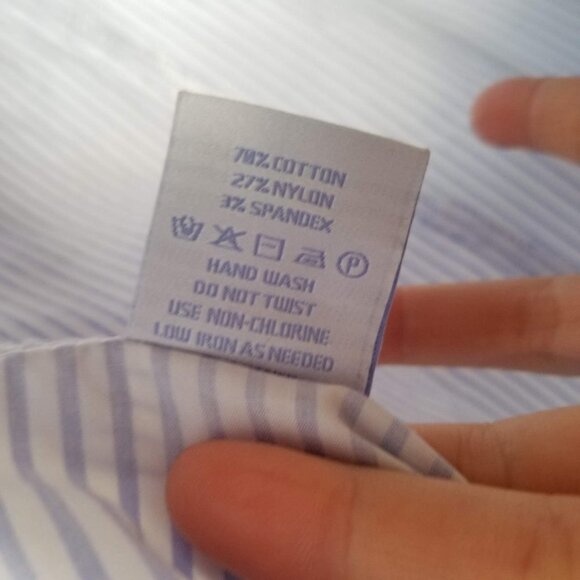 70% COTTON
27% NYLON
3% SPANDEX
P
HAND WASH
DO NOT TWIST
USE NON-CHLORINE
LOW IRON AS NEEDED